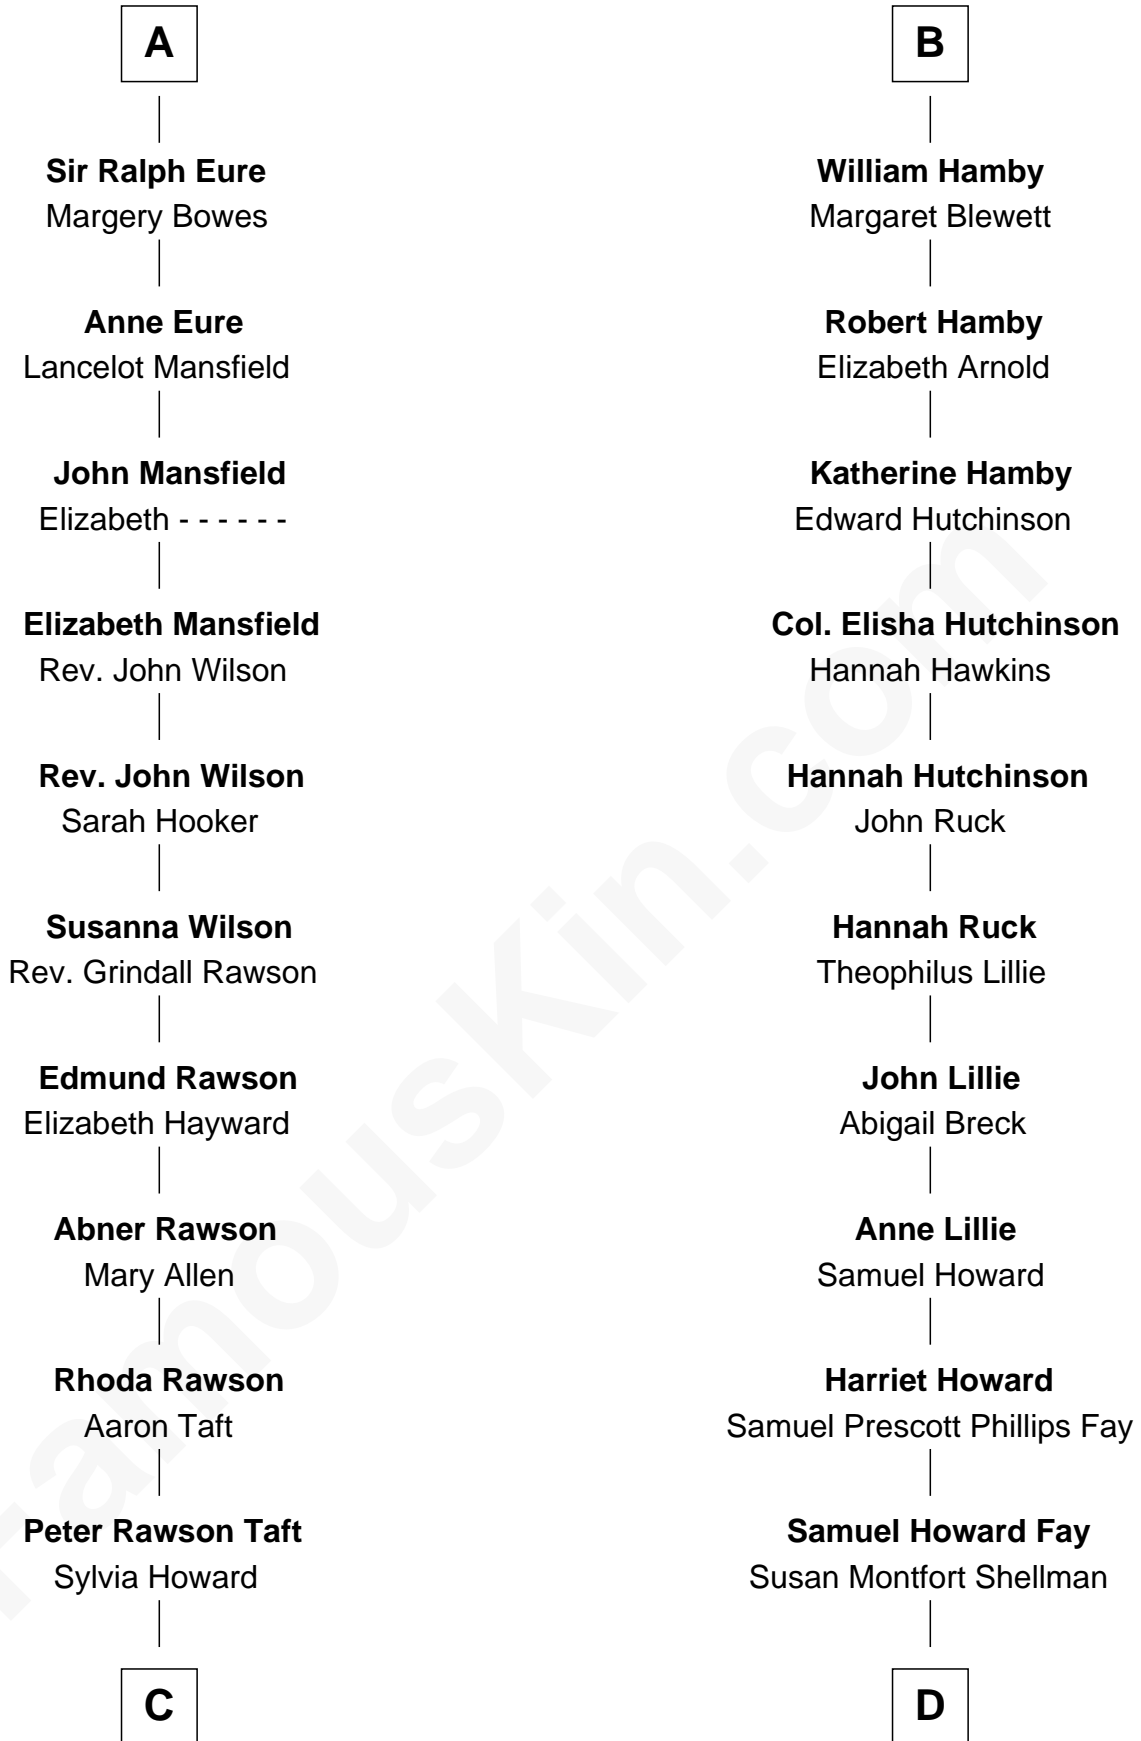 A
Sir Ralph Eure
Margery Bowes
Anne Eure
Lancelot Mansfield
John Mansfield
Elizabeth - - - - - -
Elizabeth Mansfield
Rev. John Wilson
Rev. John Wilson
Sarah Hooker
Susanna Wilson
Rev. Grindall Rawson
Edmund Rawson
Elizabeth Hayward
Abner Rawson
Mary Allen
Rhoda Rawson
Aaron Taft
Peter Rawson Taft
Sylvia Howard
C
B
William Hamby
Margaret Blewett
Robert Hamby
Elizabeth Arnold
Katherine Hamby
Edward Hutchinson
Col. Elisha Hutchinson
Hannah Hawkins
Hannah Hutchinson
John Ruck
Hannah Ruck
Theophilus Lillie
John Lillie
Abigail Breck
Anne Lillie
Samuel Howard
Harriet Howard
Samuel Prescott Phillips Fay
Samuel Howard Fay
Susan Montfort Shellman
D
FamousKin.com